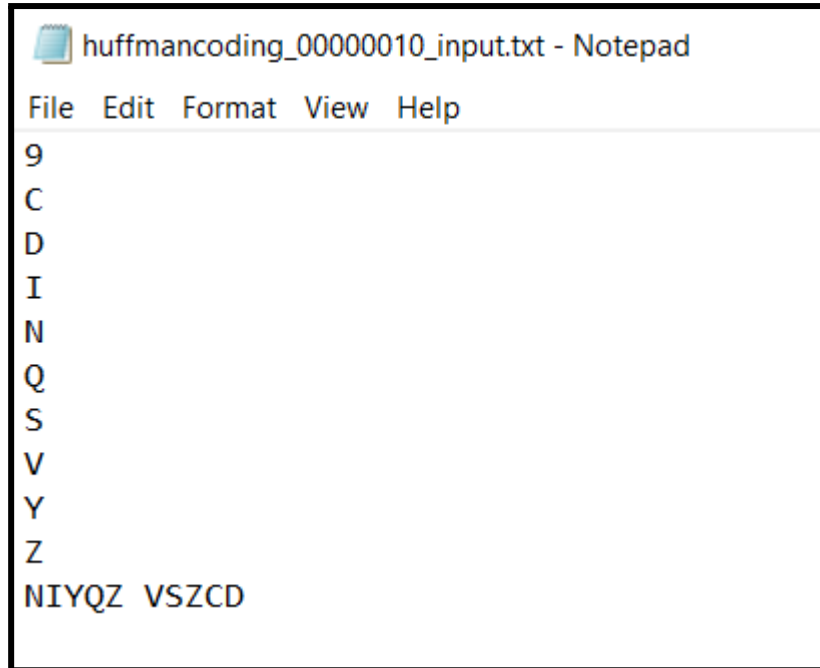 huffmancoding_00000010_input.txt - Notepad
File Edit Format View Help
9
C
D
I
N
Q
S
V
Y
Z
NIYQZ VSZCD